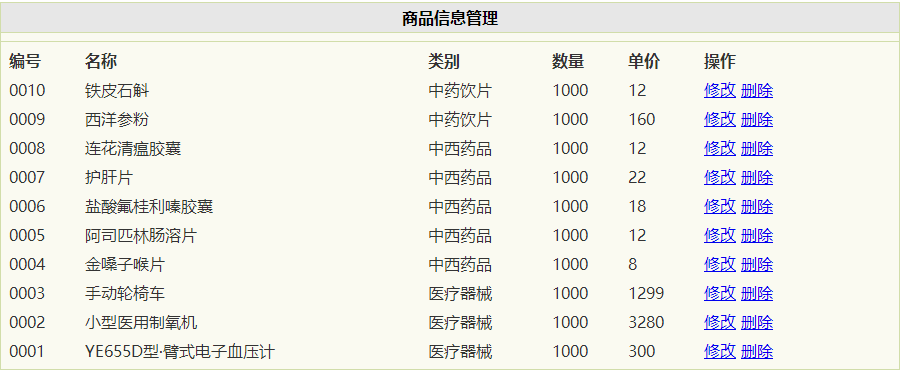 商品信息管理
编号 名称 类别 数量 单价 操作
0010 铁皮石斛 中药饮片 1000 12 修改 删除
0009 西洋参粉 中药饮片 1000 160 修改 删除
0008 连花清瘟胶囊 中西药品 1000 12 修改 删除
0007 护肝片 中西药品 1000 22 修改 删除
0006 盐酸氟桂利嗪胶囊 中西药品 1000 18 修改 删除
0005 阿司匹林肠溶片 中西药品 1000 12 修改 删除
0004 金嗓子喉片 中西药品 1000 8 修改 删除
0003 手动轮椅车 医疗器械 1000 1299 修改 删除
0002 小型医用制氧机 医疗器械 1000 3280 修改 删除
0001 YE655D型·臂式电子血压计 医疗器械 1000 300 修改 删除